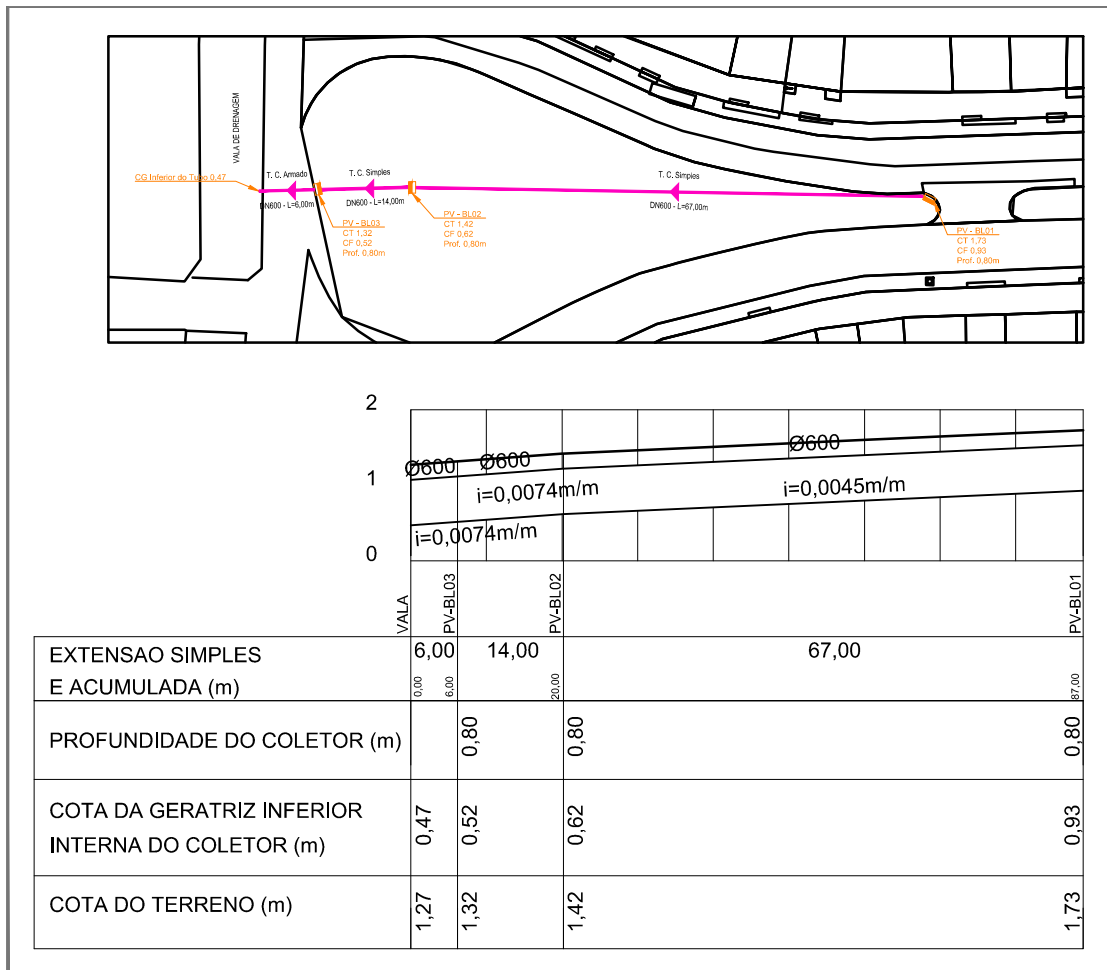 VALA DE DRENAGEM
CG Inferior do Tubo 0,47
T. C. Armado
DN600 - L=6,00m
T. C. Simples
DN600 - L=14,00m
T. C. Simples
DN600 - L=67,00m
PV - BL03
CT 1,32
CF 0,52
Prof. 0,80m
PV - BL02
CT 1,42
CF 0,62
Prof. 0,80m
PV - BL01
CT 1,73
CF 0,93
Prof. 0,80m
2
1
0
Ø600
Ø600
Ø600
i=0,0074m/m
i=0,0045m/m
i=0,0074m/m
VALA
PV-BL03
PV-BL02
PV-BL01
EXTENSAO SIMPLES
E ACUMULADA (m)
6,00 14,00 67,00
0,00 6,00 20,00 87,00
PROFUNDIDADE DO COLETOR (m)
0,80 0,80 0,80
COTA DA GERATRIZ INFERIOR
INTERNA DO COLETOR (m)
0,47 0,52 0,62 0,93
COTA DO TERRENO (m)
1,27 1,32 1,42 1,73